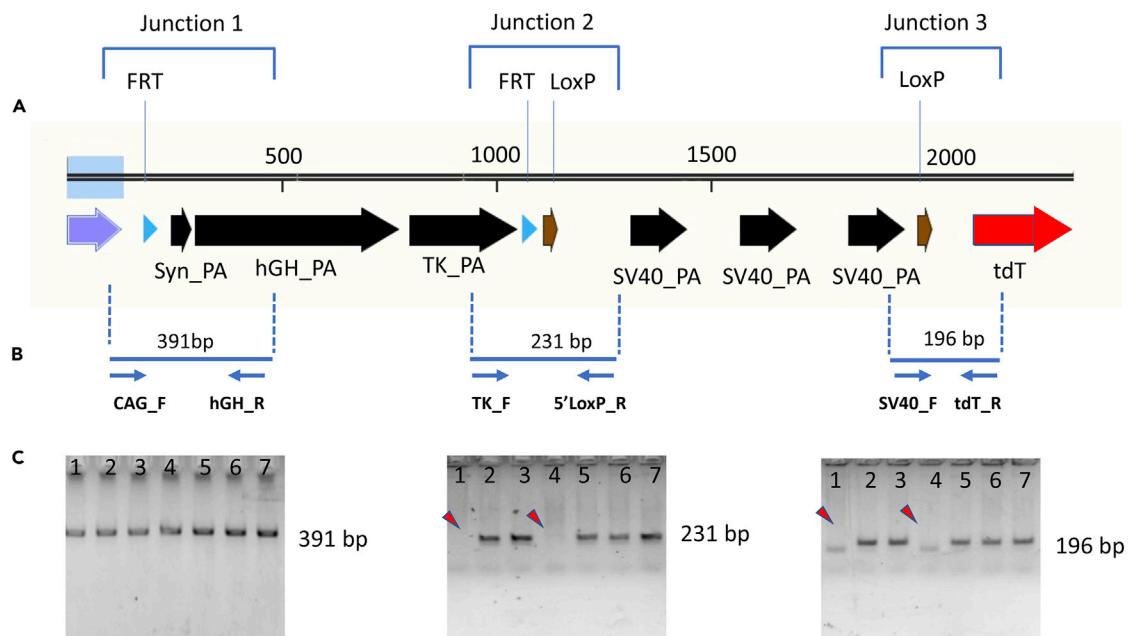 Junction 1 Junction 2 Junction 3
FRT FRT LoxP LoxP
A
500 1000 1500 2000
Syn_PA hGH_PA TK_PA SV40_PA SV40_PA SV40_PA tdT
B
391bp 231 bp 196 bp
CAG_F hGH_R TK_F 5'LoxP_R SV40_F tdT_R
C
1 2 3 4 5 6 7 1 2 3 4 5 6 7 1 2 3 4 5 6 7
391 bp 231 bp 196 bp